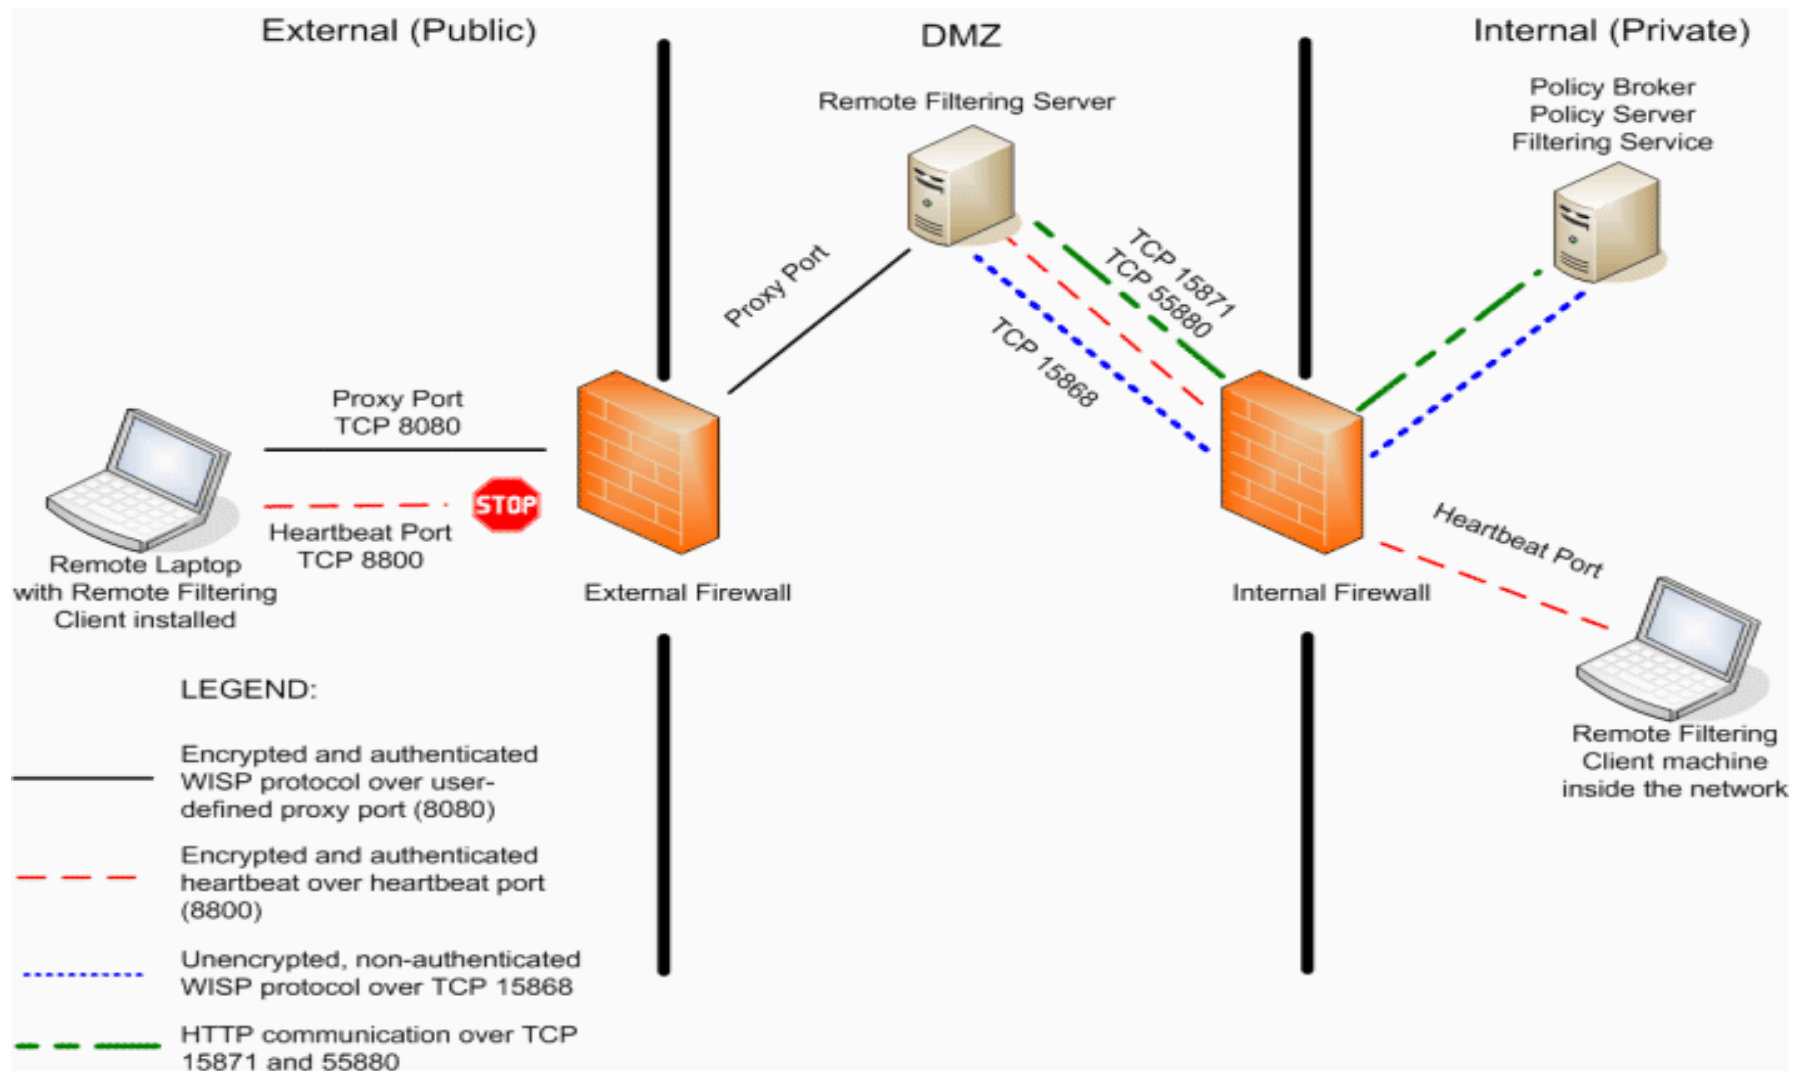 External (Public)
DMZ
Internal (Private)
Remote Filtering Server
Policy Broker
Policy Server
Filtering Service
Proxy Port
TCP 15871
TCP 55880
TCP 15868
Proxy Port
TCP 8080
STOP
Heartbeat Port
TCP 8800
Remote Laptop
with Remote Filtering
Client installed
External Firewall
Internal Firewall
Heartbeat Port
Remote Filtering
Client machine
inside the network
LEGEND:
Encrypted and authenticated
WISP protocol over user-
defined proxy port (8080)
Encrypted and authenticated
heartbeat over heartbeat port
(8800)
Unencrypted, non-authenticated
WISP protocol over TCP 15868
HTTP communication over TCP
15871 and 55880